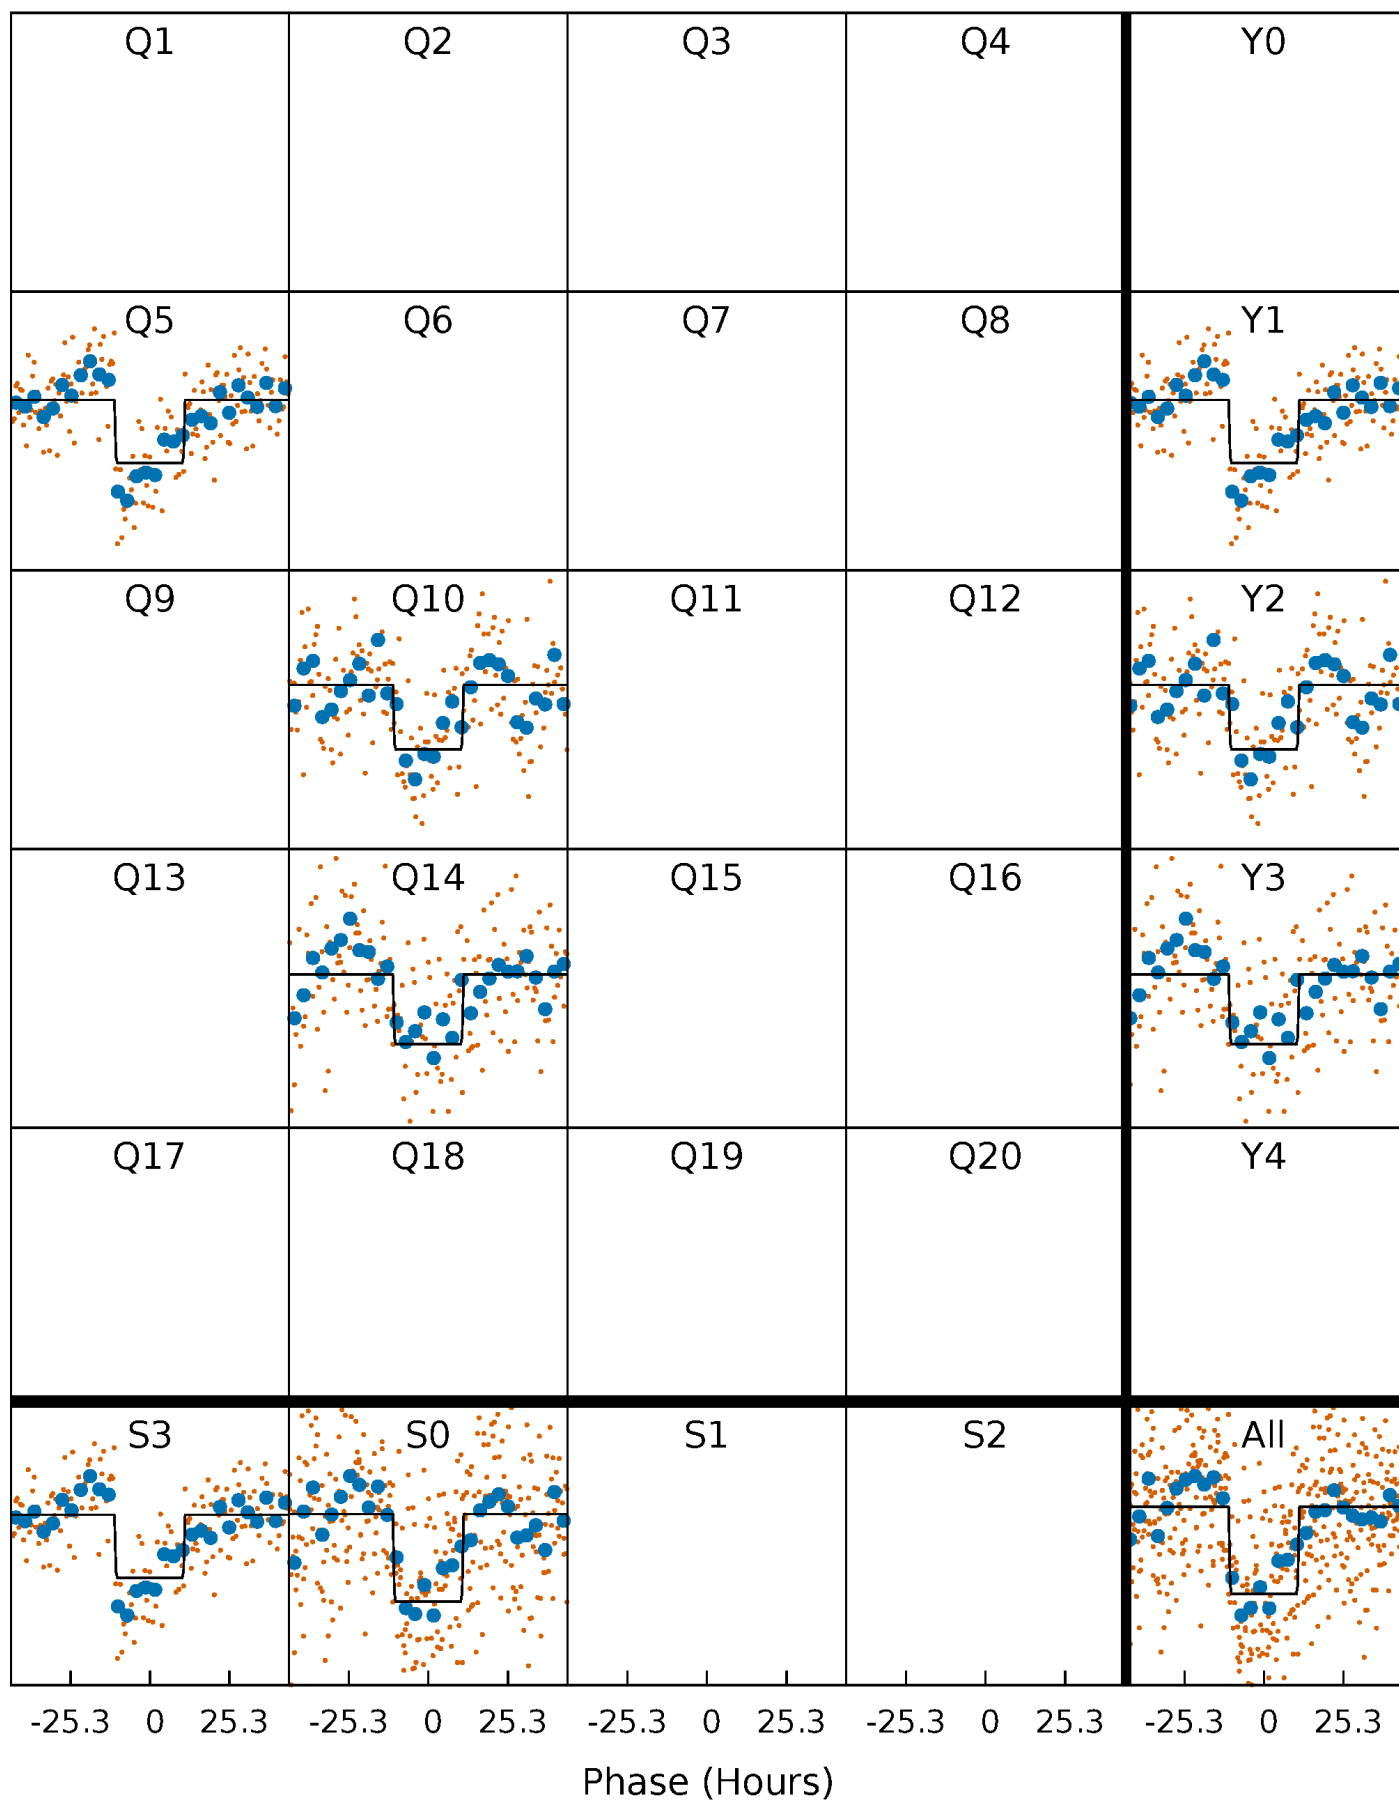 Q1 Q2 Q3 Q4 Y0
Q5 Q6 Q7 Q8 Y1
Q9 Q10 Q11 Q12 Y2
Q13 Q14 Q15 Q16 Y3
Q17 Q18 Q19 Q20 Y4
S3 S0 S1 S2 All
-25.3 0 25.3 -25.3 0 25.3 -25.3 0 25.3 -25.3 0 25.3 -25.3 0 25.3
Phase (Hours)